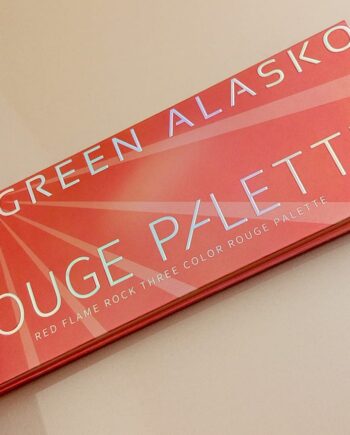 GREEN ALASKO
OUGE PALETT
RED FLAME ROCK THREE COLOR ROUGE PALETTE